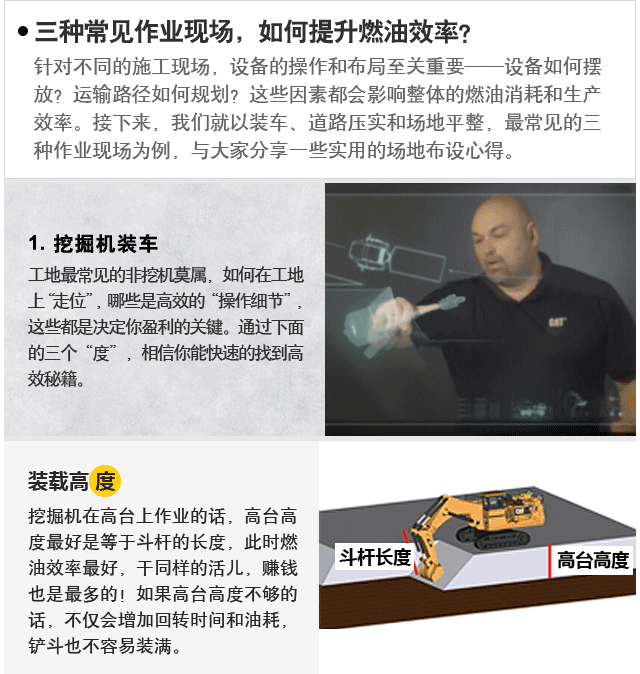 三种常见作业现场，如何提升燃油效率？
针对不同的施工现场，设备的操作和布局至关重要——设备如何摆
放？运输路径如何规划？这些因素都会影响整体的燃油消耗和生产
效率。接下来，我们就以装车、道路压实和场地平整，最常见的三
种作业现场为例，与大家分享一些实用的场地布设心得。
1. 挖掘机装车
工地最常见的非挖机莫属，如何在工地
上“走位”，哪些是高效的“操作细节”，
这些都是决定你盈利的关键。通过下面
的三个“度”，相信你能快速的找到高
效秘籍。
CAT
装载高度
挖掘机在高台上作业的话，高台高
度最好是等于斗杆的长度，此时燃
油效率最好，干同样的活儿，赚钱
也是最多的！如果高台高度不够的
话，不仅会增加回转时间和油耗，
铲斗也不容易装满。
斗杆长度
高台高度